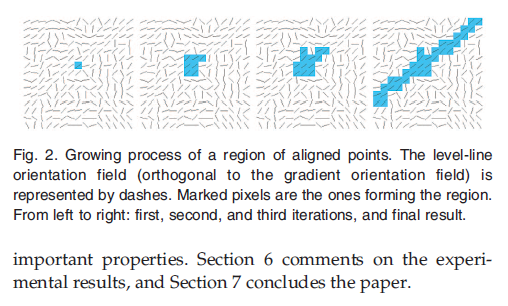 Fig. 2. Growing process of a region of aligned points. The level-line
orientation field (orthogonal to the gradient orientation field) is
represented by dashes. Marked pixels are the ones forming the region.
From left to right: first, second, and third iterations, and final result.
important properties. Section 6 comments on the experi-
mental results, and Section 7 concludes the paper.